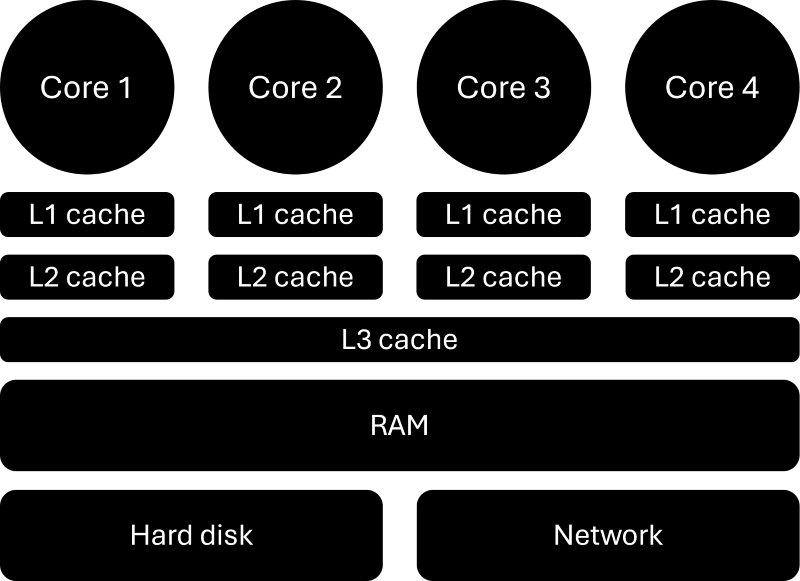 Core 1
Core 2
Core 3
Core 4
L1 cache
L1 cache
L1 cache
L1 cache
L2 cache
L2 cache
L2 cache
L2 cache
L3 cache
RAM
Hard disk
Network